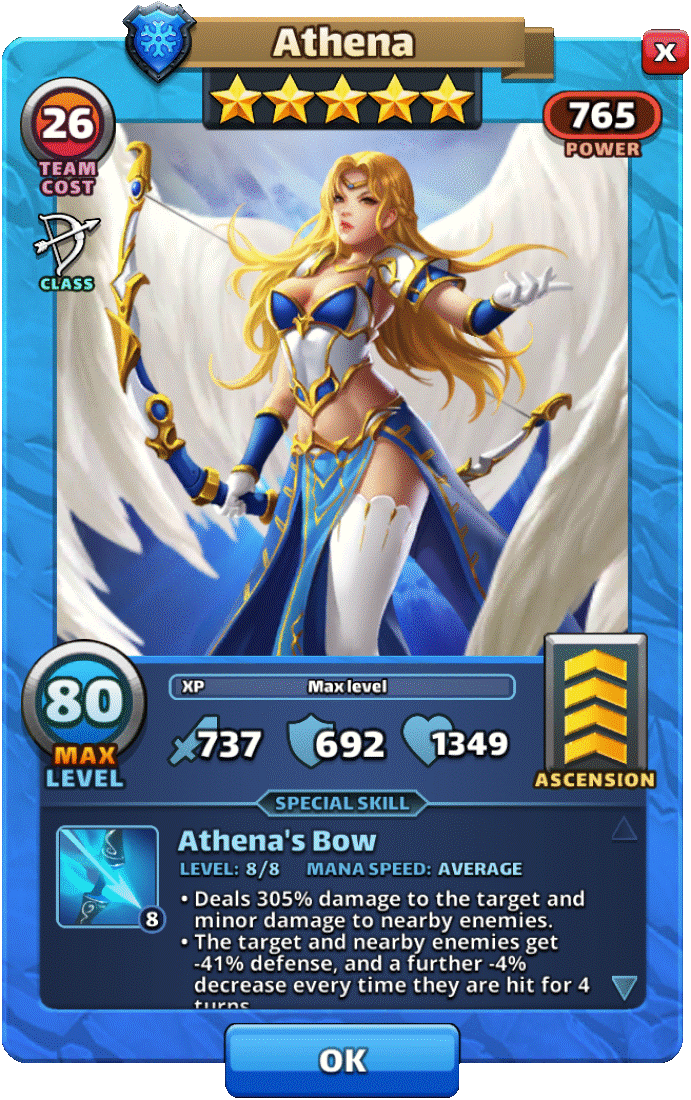 Athena
X
26
TEAM
COST
765
POWER
CLASS
80
MAX
LEVEL
XP Max level
737 692 1349
ASCENSION
SPECIAL SKILL
Athena's Bow
LEVEL: 8/8 MANA SPEED: AVERAGE
8
• Deals 305% damage to the target and
minor damage to nearby enemies.
• The target and nearby enemies get
-41% defense, and a further -4%
decrease every time they are hit for 4
turns
OK